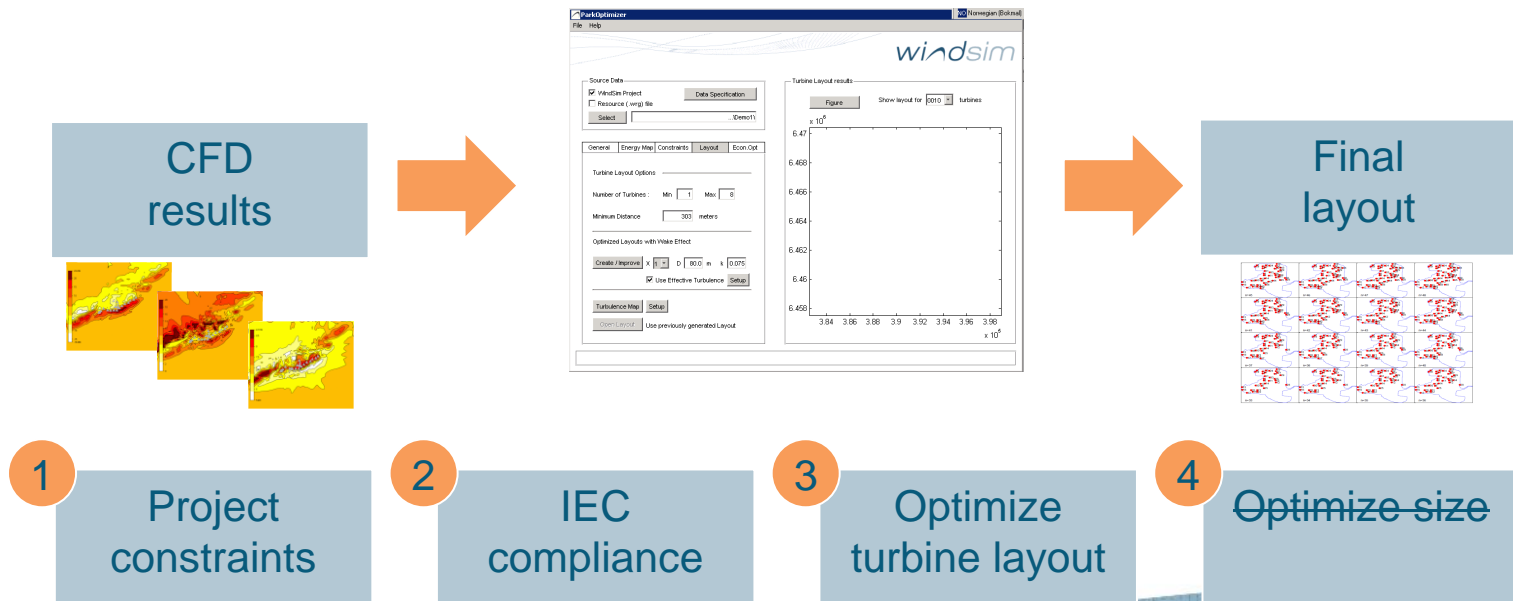 ParkOptimizer
NO Norwegian (Bokmal)
File Help
windsim
Source Data
WindSim Project
Data Specification
Resource (.wrg) file
Select
...\Demo1\
General Energy Map Constraints Layout Econ.Opt
Turbine Layout Options
Number of Turbines : Min 1 Max 8
Minimum Distance 303 meters
Optimized Layouts with Wake Effect
Create / Improve X 1 D 80.0 m k 0.075
Use Effective Turbulence Setup
Turbulence Map Setup
Open Layout Use previously generated Layout
Turbine Layout results
Figure Show layout for 0010 turbines
x 10^6
6.47
6.468
6.466
6.464
6.462
6.46
6.458
3.84 3.86 3.88 3.9 3.92 3.94 3.96 3.98
x 10^5
CFD
results
Final
layout
1
Project
constraints
2
IEC
compliance
3
Optimize
turbine layout
4
Optimize size